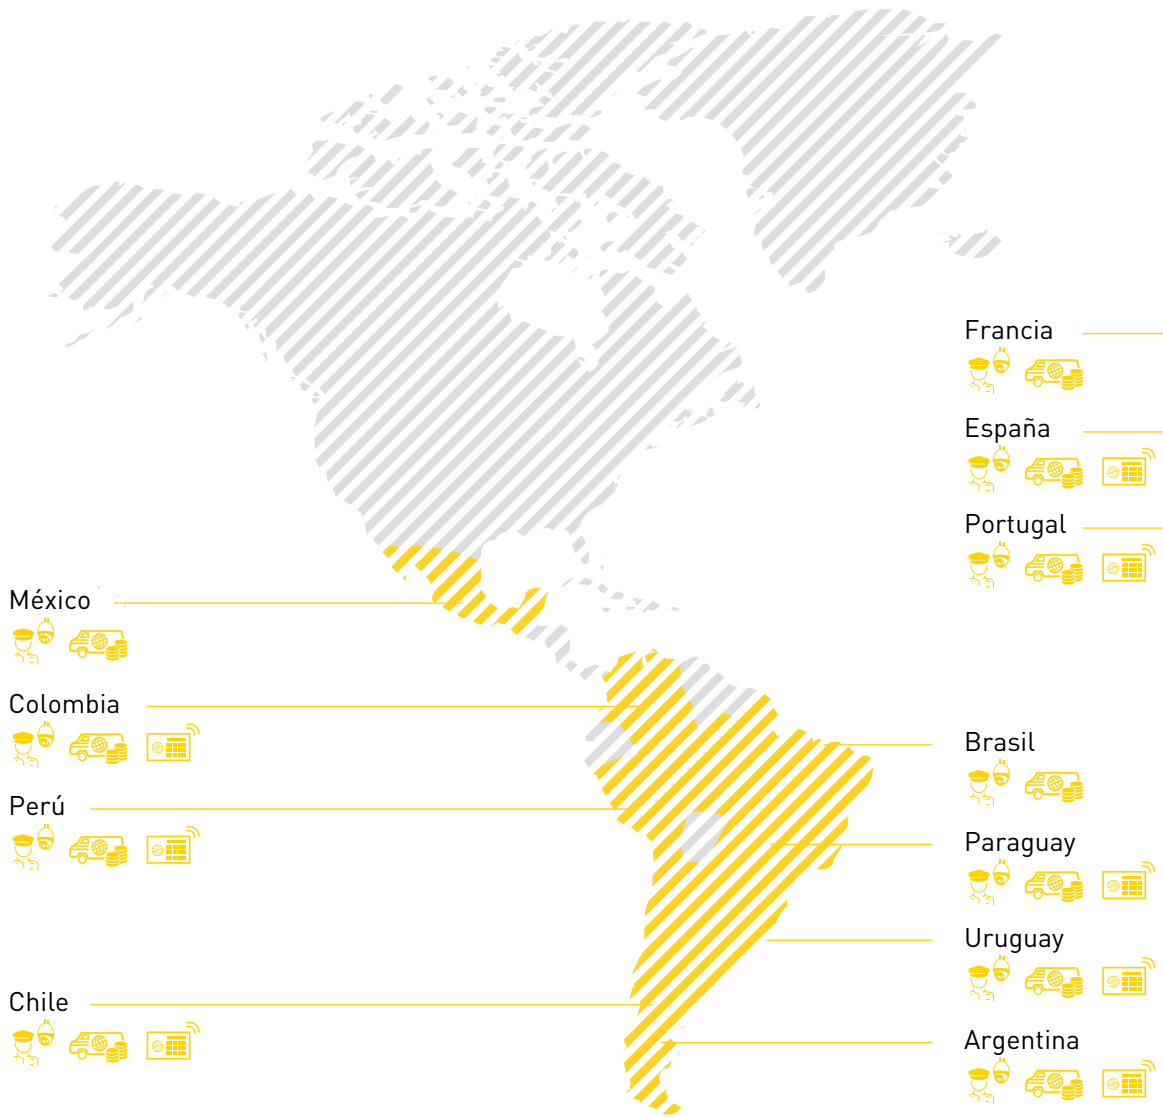 Francia
España
Portugal
México
Colombia
Perú
Chile
Brasil
Paraguay
Uruguay
Argentina